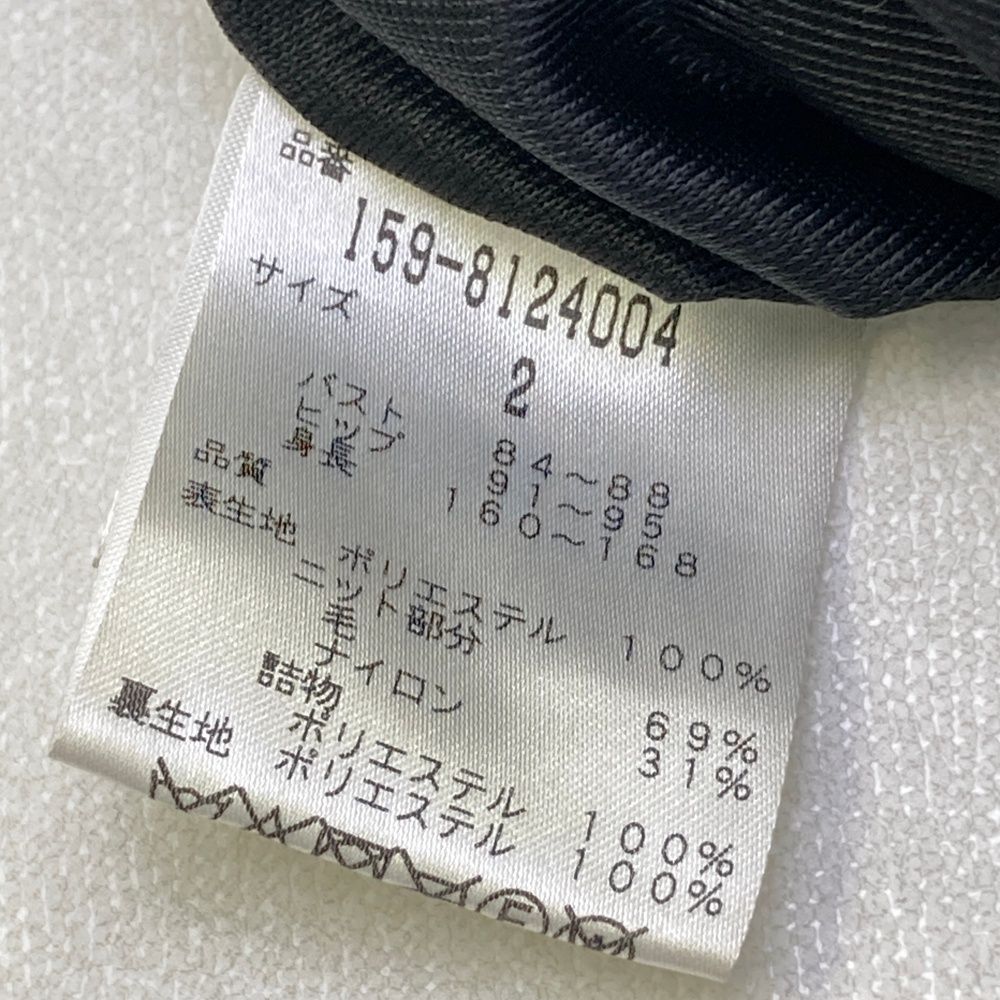 品番
159-8124004
サイズ
2
バスト 84～88
ヒップ 91～95
身長 160～168
品質
表生地
ポリエステル 100%
ニット部分
毛 69%
ナイロン 31%
詰物
ポリエステル 100%
裏生地 ポリエステル 100%
F